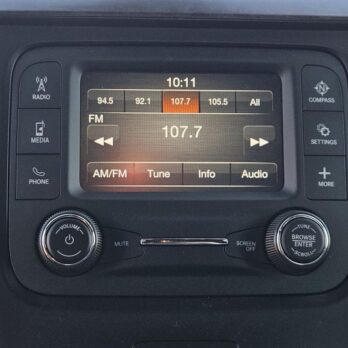 10:11
94.5 92.1 107.7 105.5 All
FM
107.7
AM/FM Tune Info Audio
RADIO
MEDIA
PHONE
N
COMPASS
SETTINGS
+
MORE
VOLUME
MUTE
SCREEN OFF
TUNE
BROWSE
ENTER
SCROLL